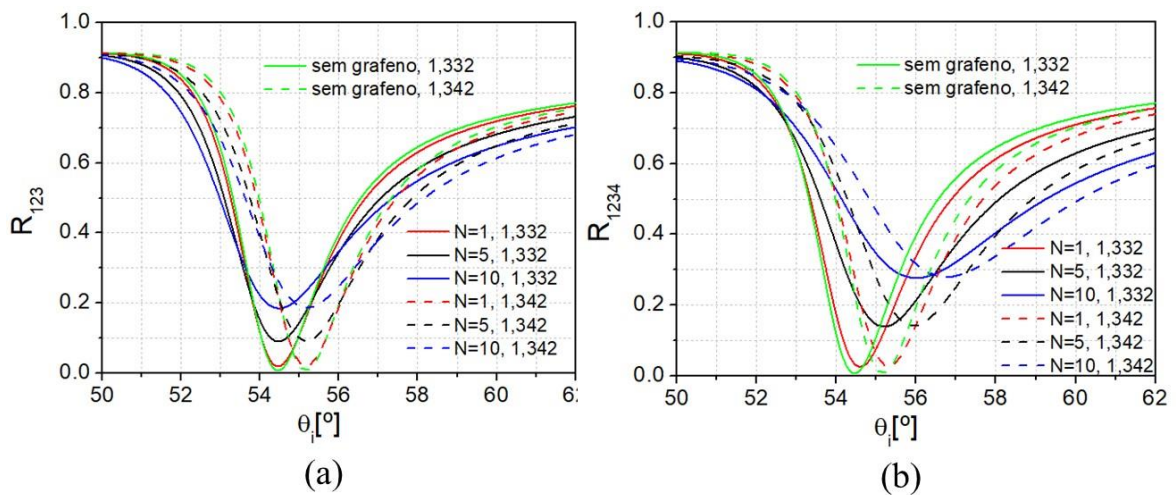 1.0
0.8
0.6
0.4
0.2
0.0
R₁₂₃
sem grafeno, 1,332
sem grafeno, 1,342
N=1, 1,332
N=5, 1,332
N=10, 1,332
N=1, 1,342
N=5, 1,342
N=10, 1,342
50 52 54 56 58 60 62
θᵢ[º]
(a)
1.0
0.8
0.6
0.4
0.2
0.0
R₁₂₃₄
sem grafeno, 1,332
sem grafeno, 1,342
N=1, 1,332
N=5, 1,332
N=10, 1,332
N=1, 1,342
N=5, 1,342
N=10, 1,342
50 52 54 56 58 60 62
θᵢ[º]
(b)